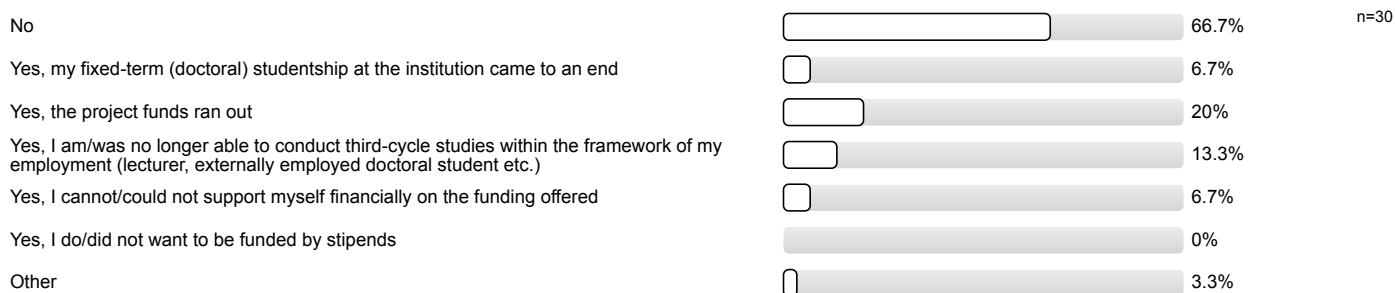 No 66.7% n=30
Yes, my fixed-term (doctoral) studentship at the institution came to an end 6.7%
Yes, the project funds ran out 20%
Yes, I am/was no longer able to conduct third-cycle studies within the framework of my
employment (lecturer, externally employed doctoral student etc.) 13.3%
Yes, I cannot/could not support myself financially on the funding offered 6.7%
Yes, I do/did not want to be funded by stipends 0%
Other 3.3%